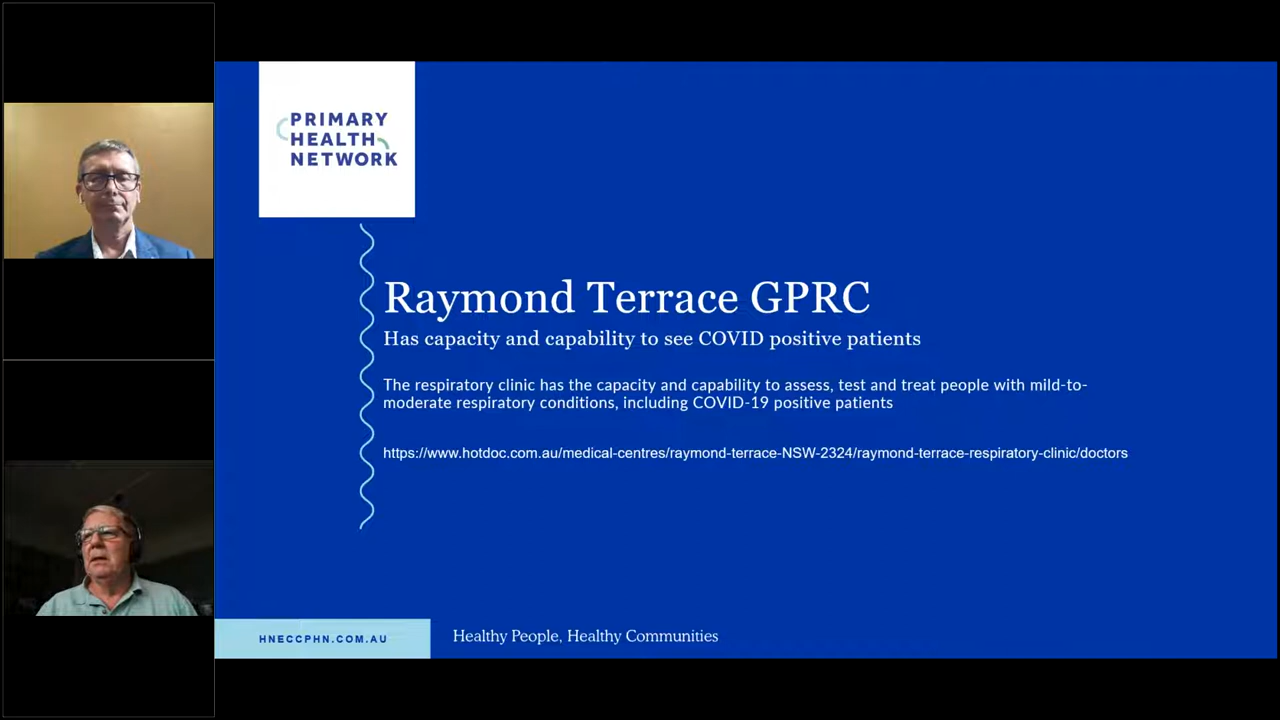 PRIMARY
HEALTH
NETWORK
Raymond Terrace GPRC
Has capacity and capability to see COVID positive patients
The respiratory clinic has the capacity and capability to assess, test and treat people with mild-to-
moderate respiratory conditions, including COVID-19 positive patients
https://www.hotdoc.com.au/medical-centres/raymond-terrace-NSW-2324/raymond-terrace-respiratory-clinic/doctors
HNECCPHN.COM.AU
Healthy People, Healthy Communities